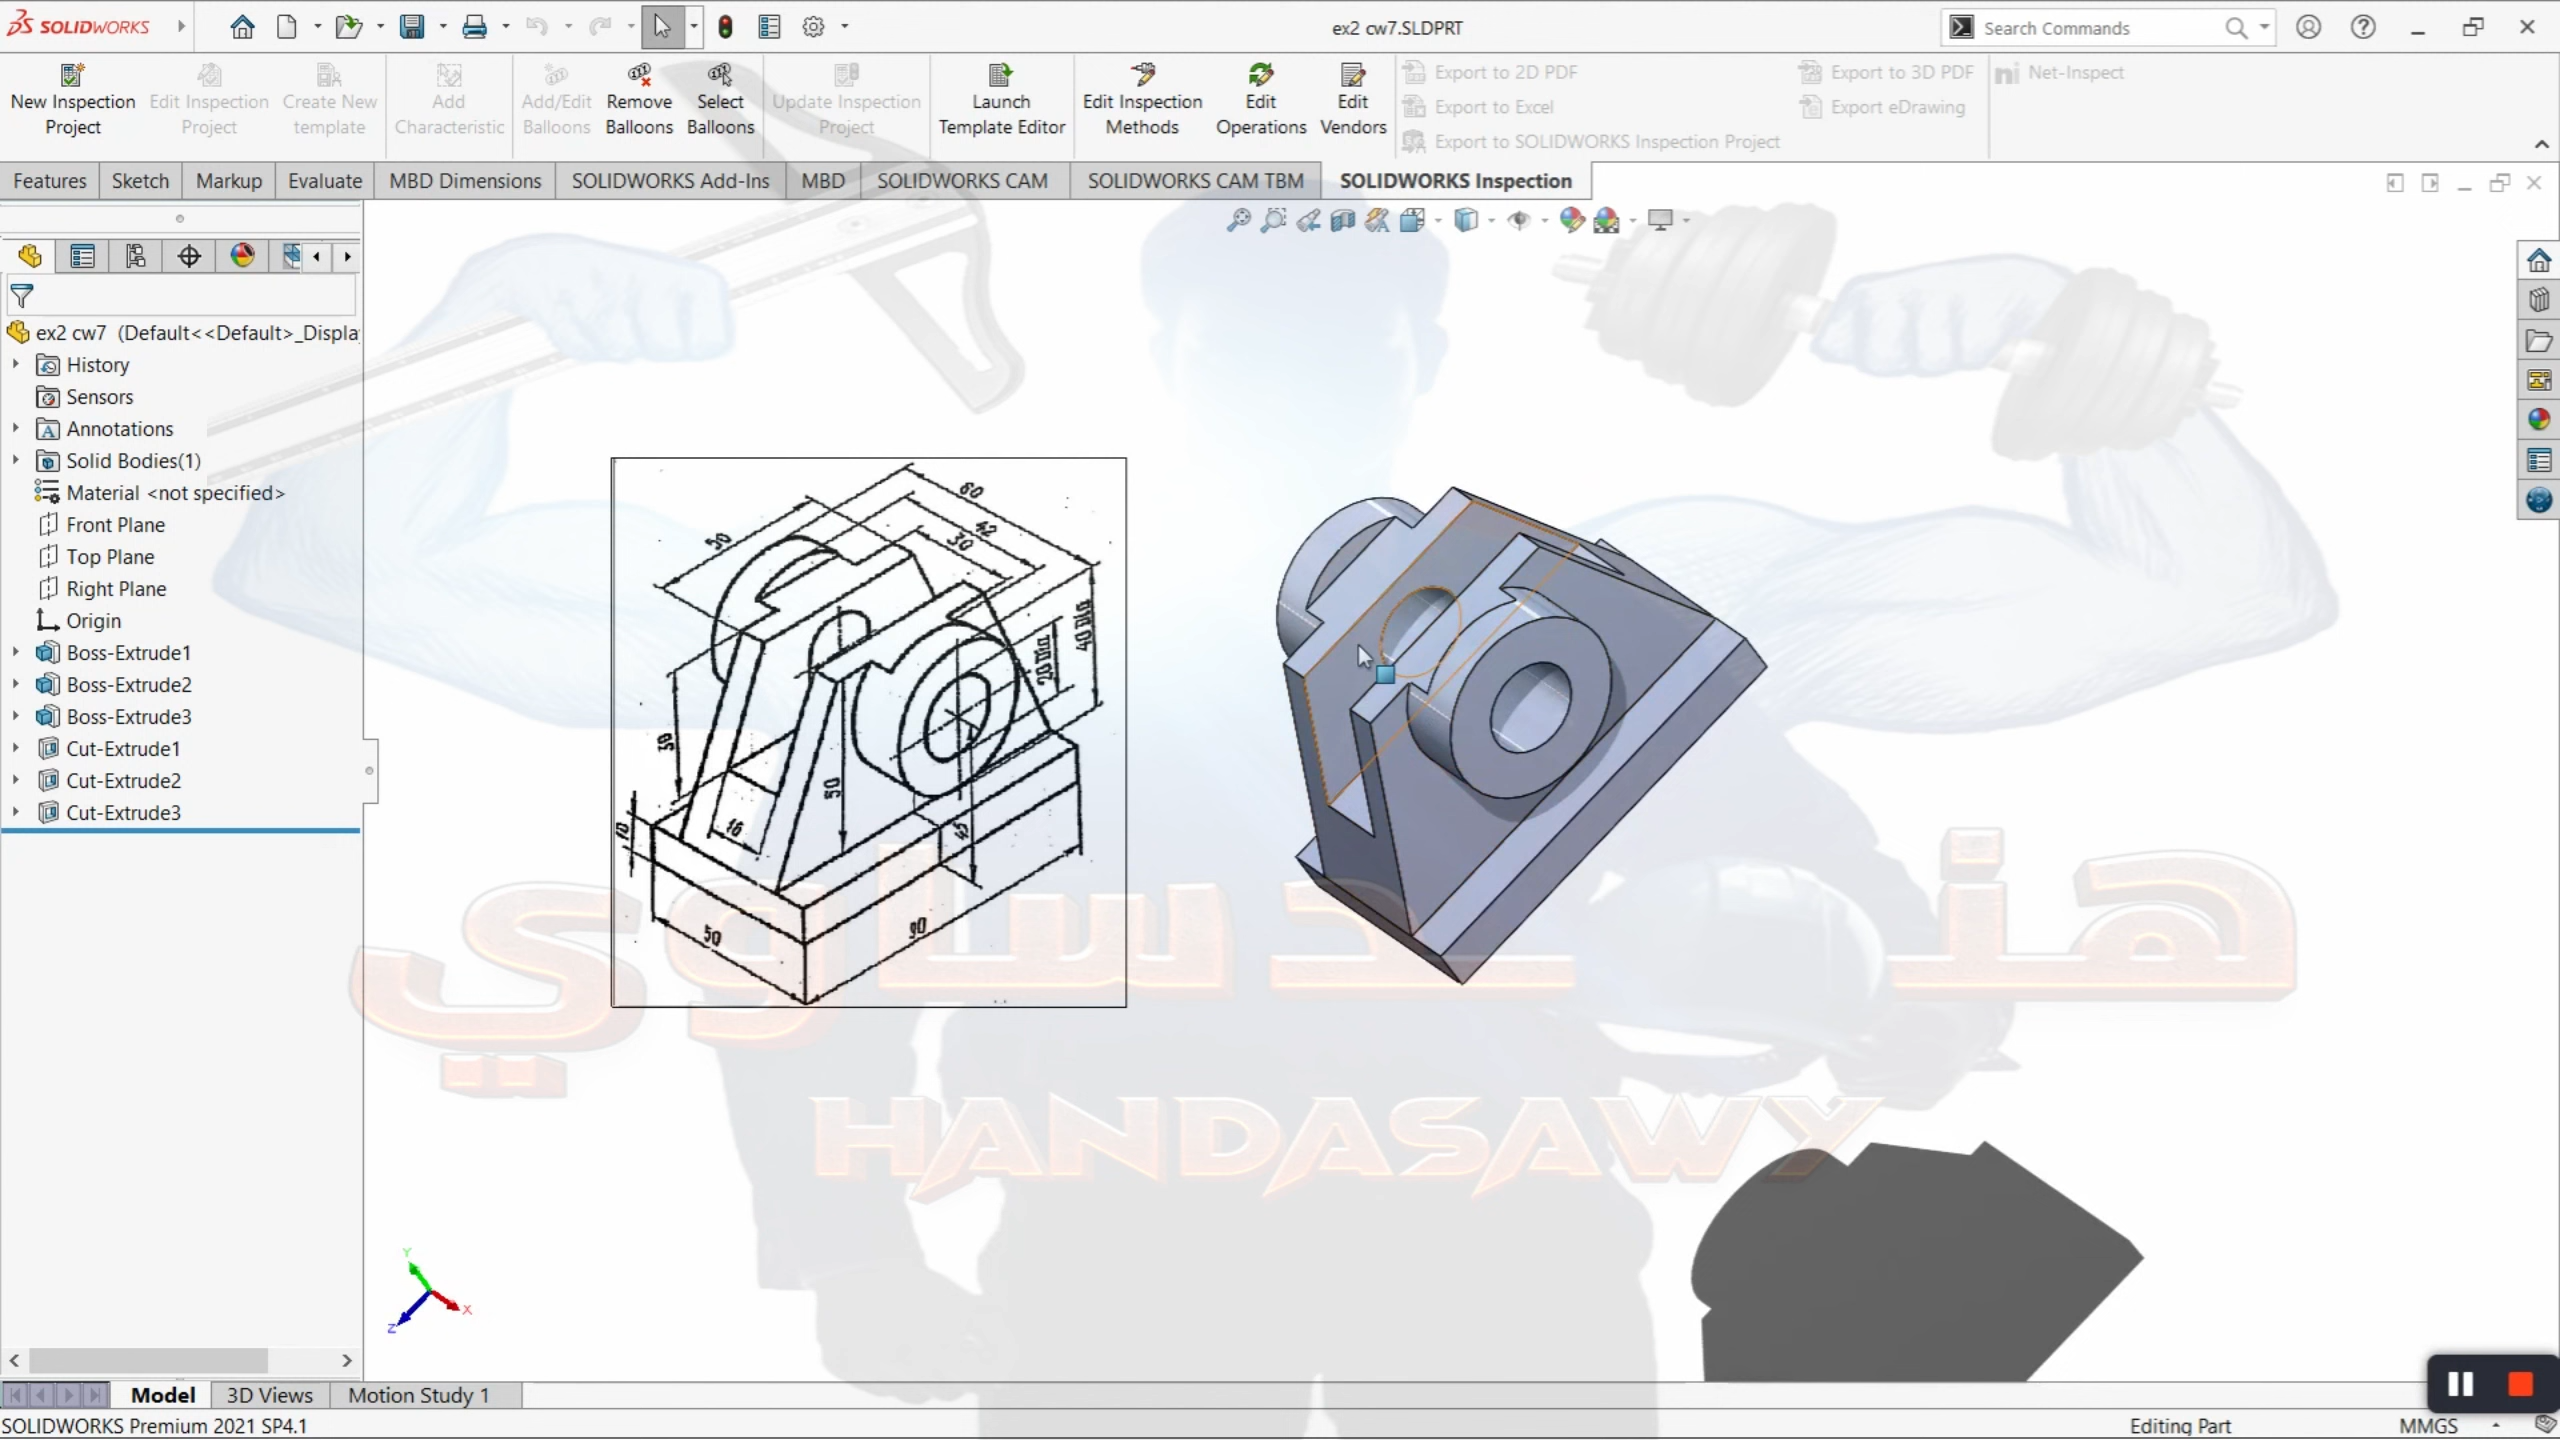 SOLIDWORKS
ex2 cw7.SLDPRT
Search Commands
New Inspection Project
Edit Inspection Project
Create New template
Add Characteristic
Add/Edit Balloons
Remove Balloons
Select Balloons
Update Inspection Project
Launch Template Editor
Edit Inspection Methods
Edit Operations
Edit Vendors
Export to 2D PDF
Export to Excel
Export to SOLIDWORKS Inspection Project
Export to 3D PDF
Export eDrawing
Net-Inspect
Features
Sketch
Markup
Evaluate
MBD Dimensions
SOLIDWORKS Add-Ins
MBD
SOLIDWORKS CAM
SOLIDWORKS CAM TBM
SOLIDWORKS Inspection
ex2 cw7 (Default<<Default>_Displa
History
Sensors
Annotations
Solid Bodies(1)
Material <not specified>
Front Plane
Top Plane
Right Plane
Origin
Boss-Extrude1
Boss-Extrude2
Boss-Extrude3
Cut-Extrude1
Cut-Extrude2
Cut-Extrude3
60
42
30
50
40 Dia
20 Dia
50
16
45
10
50
90
هندساوي
HANDASAWY
Y
X
Z
Model
3D Views
Motion Study 1
SOLIDWORKS Premium 2021 SP4.1
Editing Part
MMGS